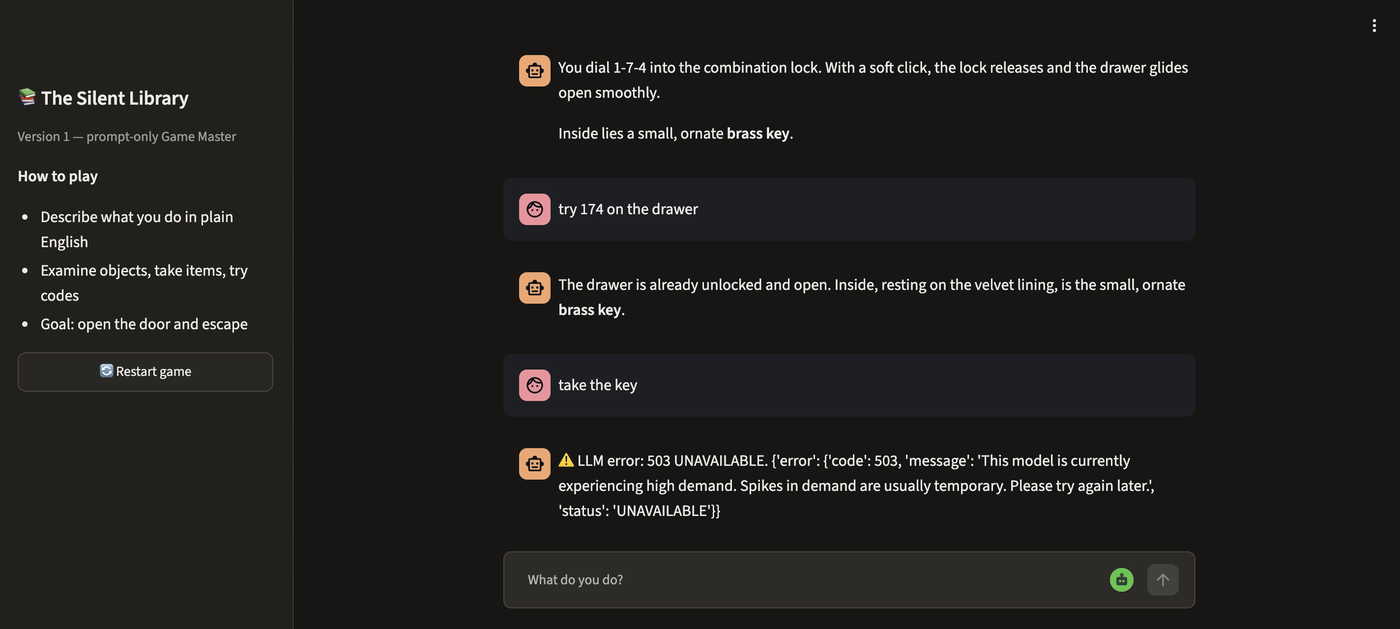 📚 The Silent Library
Version 1 — prompt-only Game Master
How to play
• Describe what you do in plain
English
• Examine objects, take items, try
codes
• Goal: open the door and escape
🔄 Restart game
You dial 1-7-4 into the combination lock. With a soft click, the lock releases and the drawer glides
open smoothly.
Inside lies a small, ornate brass key.
try 174 on the drawer
The drawer is already unlocked and open. Inside, resting on the velvet lining, is the small, ornate
brass key.
take the key
⚠️ LLM error: 503 UNAVAILABLE. {'error': {'code': 503, 'message': 'This model is currently
experiencing high demand. Spikes in demand are usually temporary. Please try again later.',
'status': 'UNAVAILABLE'}}
What do you do?